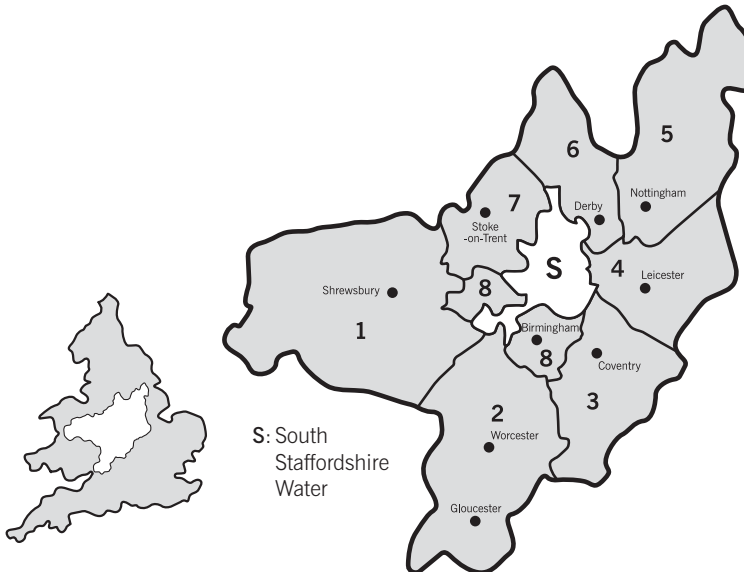 5
6
Nottingham
7
Derby
Stoke
-on-Trent
S
4
Leicester
8
Shrewsbury
1
Birmingham
8
Coventry
3
2
S: South
Staffordshire
Water
Worcester
Gloucester